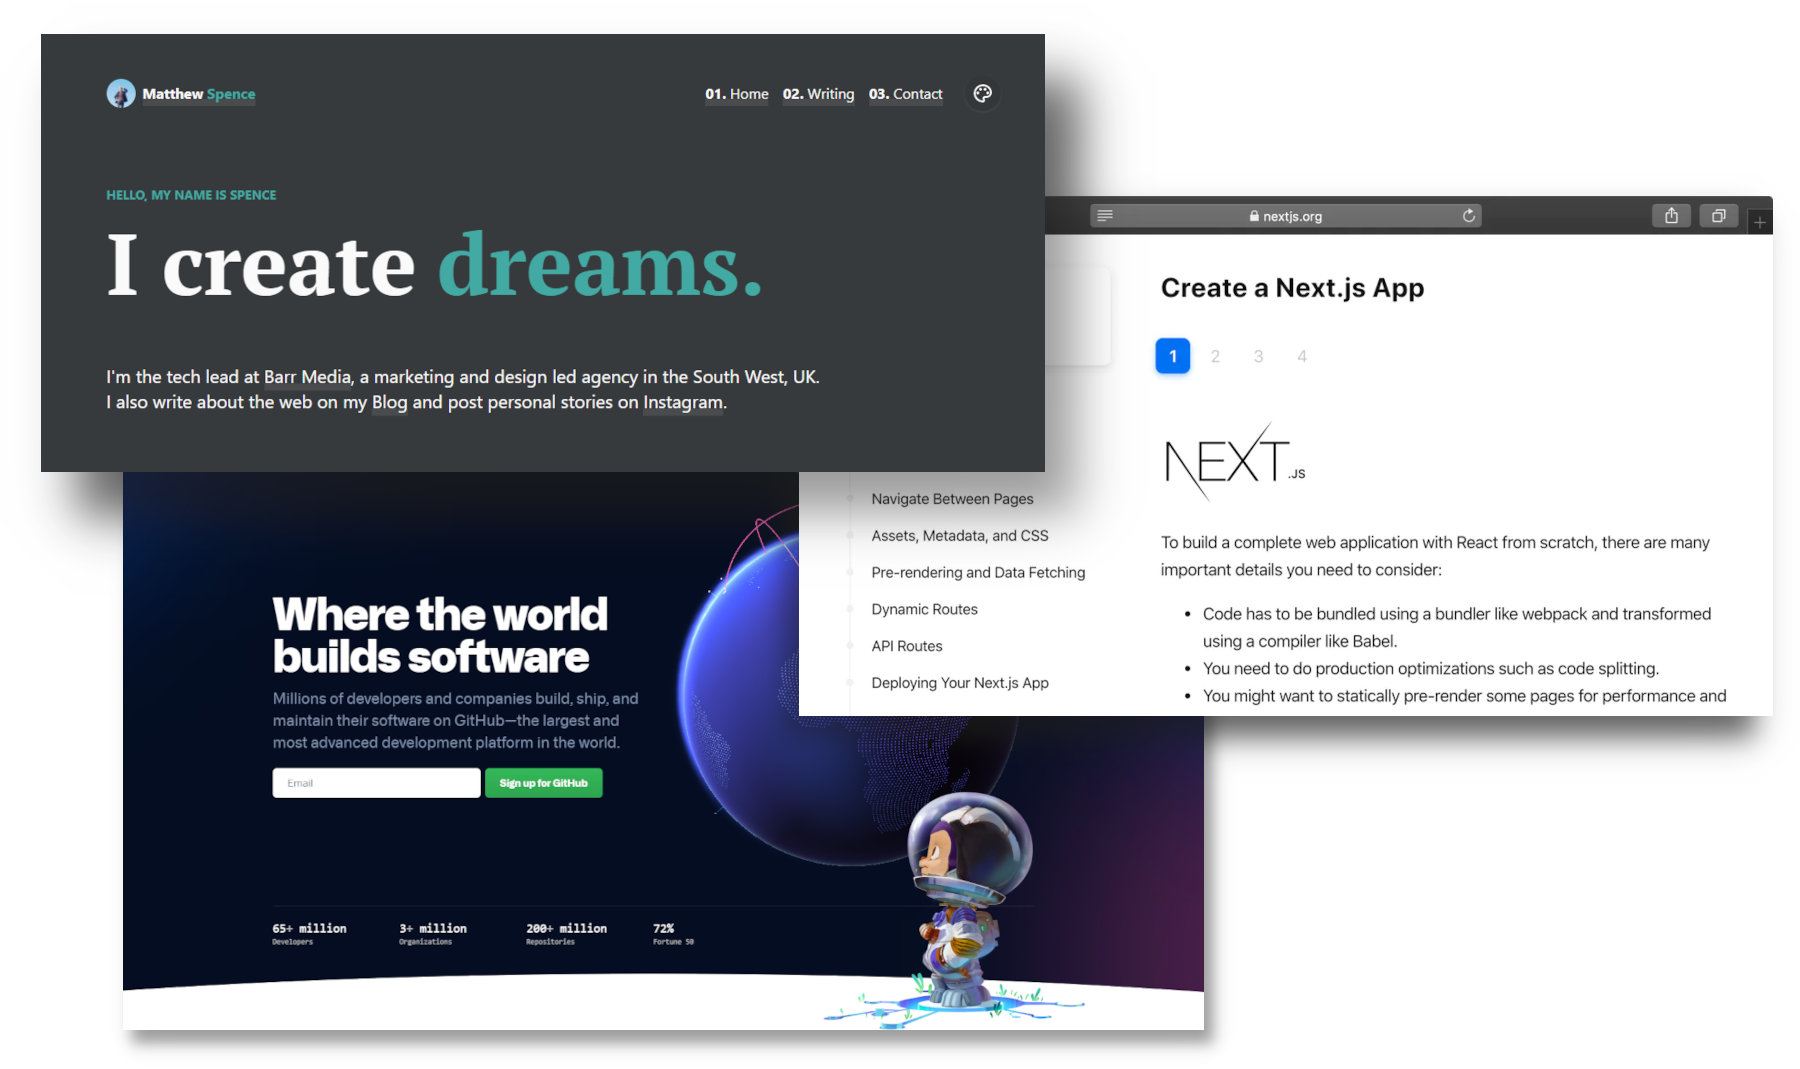 Matthew Spence
01. Home 02. Writing 03. Contact
HELLO, MY NAME IS SPENCE
I create dreams.
I'm the tech lead at Barr Media, a marketing and design led agency in the South West, UK.
I also write about the web on my Blog and post personal stories on Instagram.
nextjs.org
Create a Next.js App
1 2 3 4
NEXT.JS
To build a complete web application with React from scratch, there are many
important details you need to consider:
• Code has to be bundled using a bundler like webpack and transformed
using a compiler like Babel.
• You need to do production optimizations such as code splitting.
• You might want to statically pre-render some pages for performance and
Navigate Between Pages
Assets, Metadata, and CSS
Pre-rendering and Data Fetching
Dynamic Routes
API Routes
Deploying Your Next.js App
Where the world
builds software
Millions of developers and companies build, ship, and
maintain their software on GitHub—the largest and
most advanced development platform in the world.
Email
Sign up for GitHub
65+ million
Developers
3+ million
Organizations
200+ million
Repositories
72%
Fortune 50